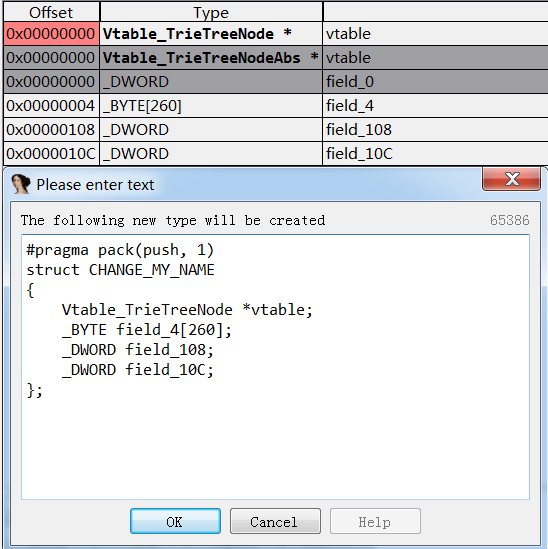 Offset Type
0x00000000 Vtable_TrieTreeNode * vtable
0x00000000 Vtable_TrieTreeNodeAbs * vtable
0x00000000 _DWORD field_0
0x00000004 _BYTE[260] field_4
0x00000108 _DWORD field_108
0x0000010C _DWORD field_10C
Please enter text
The following new type will be created 65386
#pragma pack(push, 1)
struct CHANGE_MY_NAME
{
    Vtable_TrieTreeNode *vtable;
    _BYTE field_4[260];
    _DWORD field_108;
    _DWORD field_10C;
};
OK Cancel Help